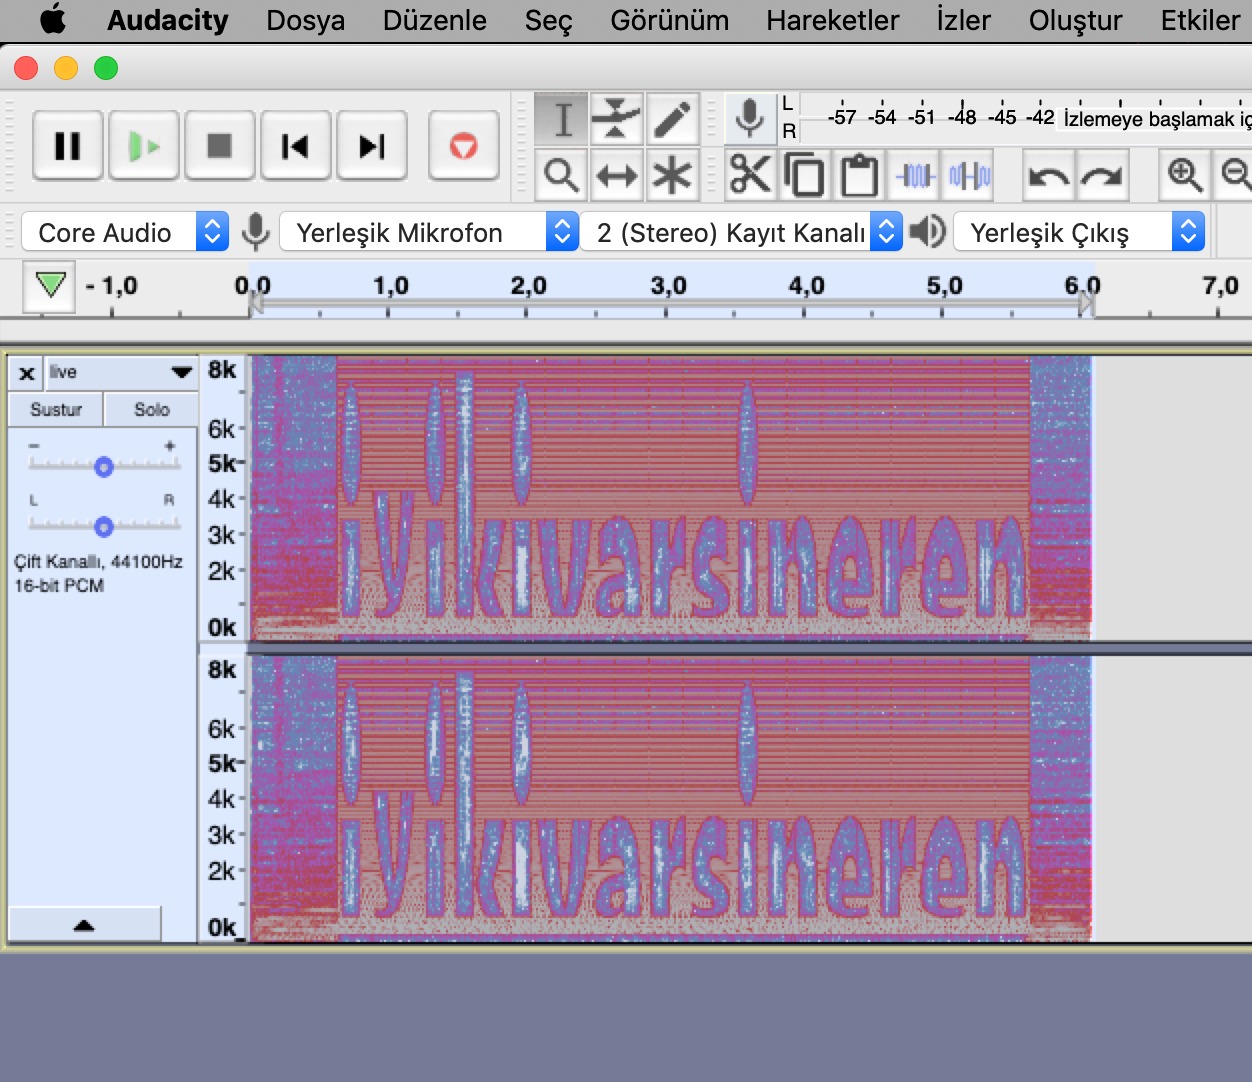 Audacity Dosya Düzenle Seç Görünüm Hareketler İzler Oluştur Etkiler
L
R
-57 -54 -51 -48 -45 -42 İzlemeye başlamak iç
Core Audio Yerleşik Mikrofon 2 (Stereo) Kayıt Kanalı Yerleşik Çıkış
- 1,0 0,0 1,0 2,0 3,0 4,0 5,0 6,0 7,0
x live
Sustur Solo
- +
L R
Çift Kanallı, 44100Hz
16-bit PCM
8k
6k
5k
4k
3k
2k
0k
iyikivarsineren
8k
6k
5k
4k
3k
2k
0k
iyikivarsineren